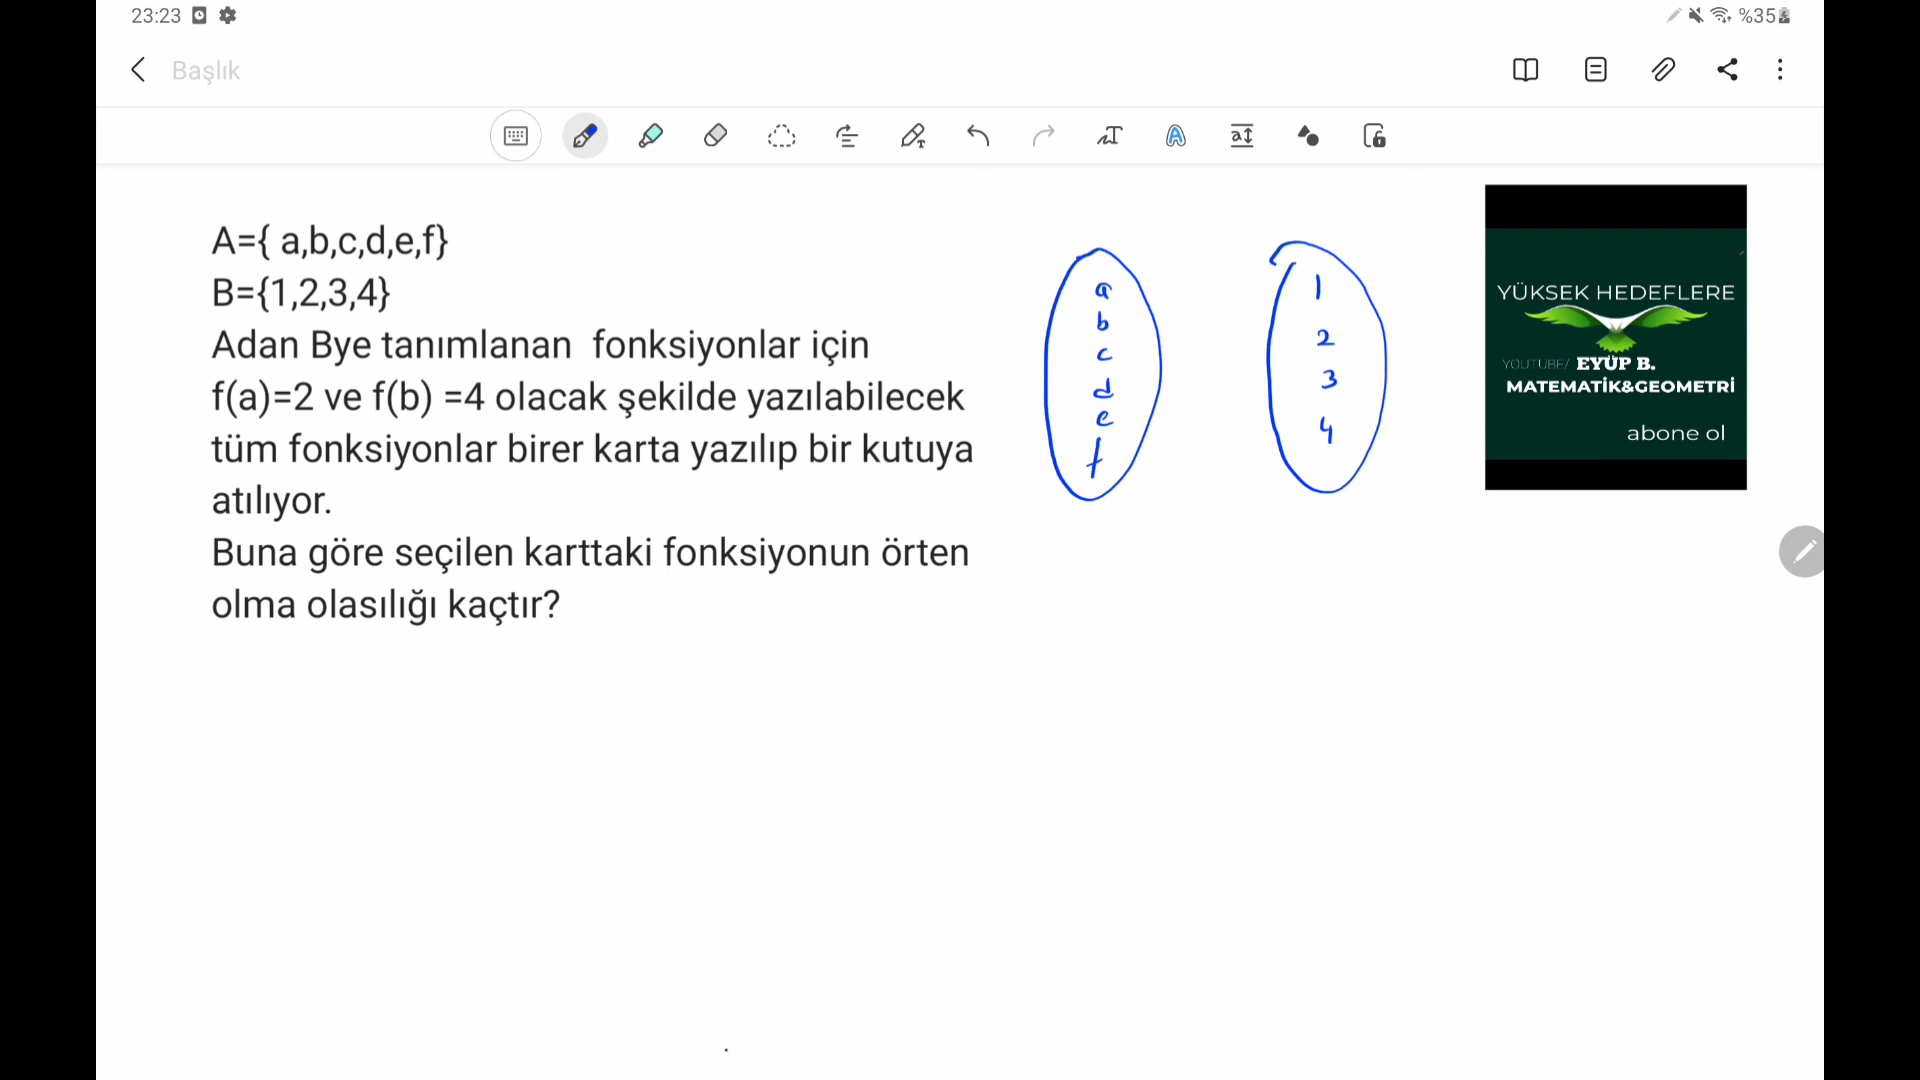 23:23
%35
Başlık
A={ a,b,c,d,e,f}
B={1,2,3,4}
Adan Bye tanımlanan  fonksiyonlar için
f(a)=2 ve f(b) =4 olacak şekilde yazılabilecek
tüm fonksiyonlar birer karta yazılıp bir kutuya
atılıyor.
Buna göre seçilen karttaki fonksiyonun örten
olma olasılığı kaçtır?
a
b
c
d
e
f
1
2
3
4
YÜKSEK HEDEFLERE
YOUTUBE/ EYÜP B.
MATEMATİK&GEOMETRİ
abone ol